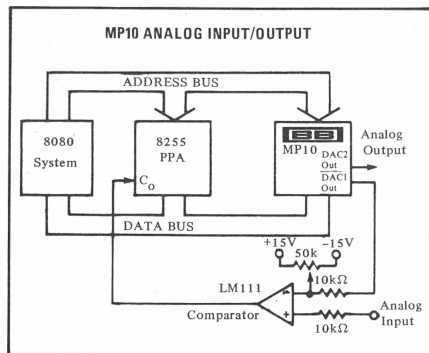 MP10 ANALOG INPUT/OUTPUT
ADDRESS BUS
8080
System
8255
PPA
C₀
BB
MP10
DAC2
Out
DAC1
Out
Analog
Output
DATA BUS
+15V
-15V
50k
LM111
10kΩ
Comparator
-
+
10kΩ
Analog
Input